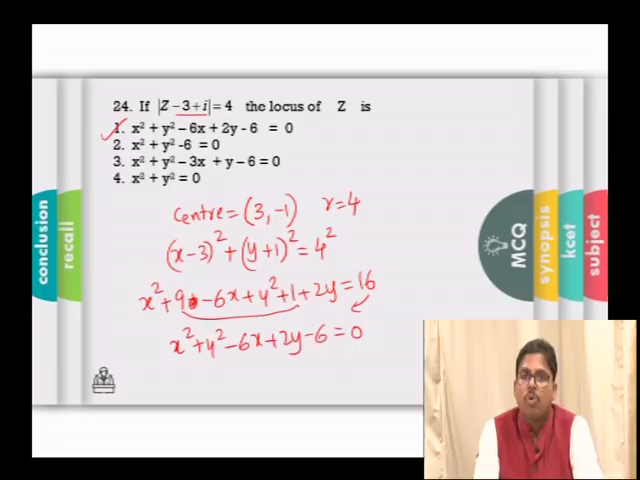 24. If |Z – 3 + i| = 4 the locus of Z is
1. x² + y² – 6x + 2y - 6 = 0
2. x² + y² -6 = 0
3. x² + y² – 3x + y – 6 = 0
4. x² + y² = 0
Centre = (3, -1) r = 4
(x-3)² + (y+1)² = 4²
x² + 9 - 6x + y² + 1 + 2y = 16
x² + y² - 6x + 2y - 6 = 0
conclusion
recall
MCQ
synopsis
kcet
subject